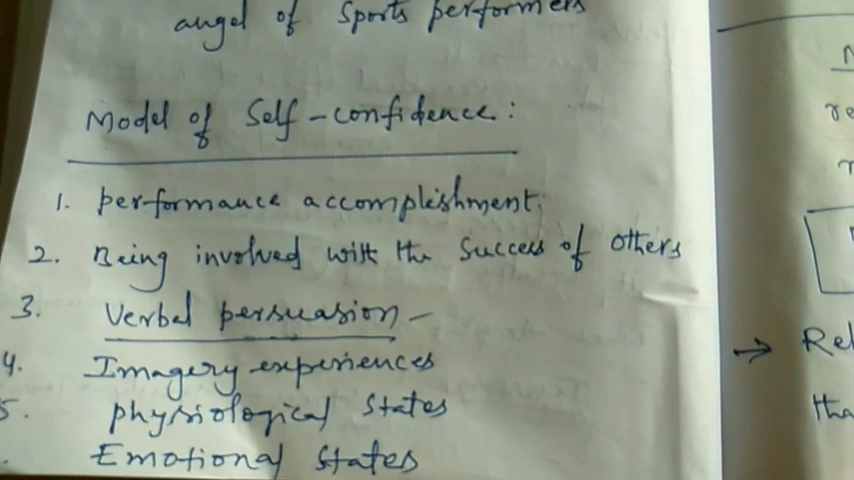 angel of Sports performers
Model of Self-confidence:
1. performance accomplishment.
2. Being involved with the Success of others
3. Verbal persuasion -
4. Imagery experiences
5. physiological States
. Emotional States
→ Rel
tha